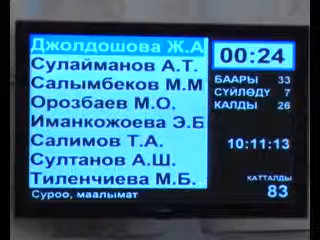 Джолдошова Ж.А
Сулайманов А.Т.
Салымбеков М.М
Орозбаев М.О.
Иманкожоева Э.Б
Салимов Т.А.
Султанов А.Ш.
Тиленчиева М.Б.
Суроо, маалымат
00:24
БААРЫ 33
СҮЙЛӨДҮ 7
КАЛДЫ 26
10:11:13
КАТТАЛДЫ
83